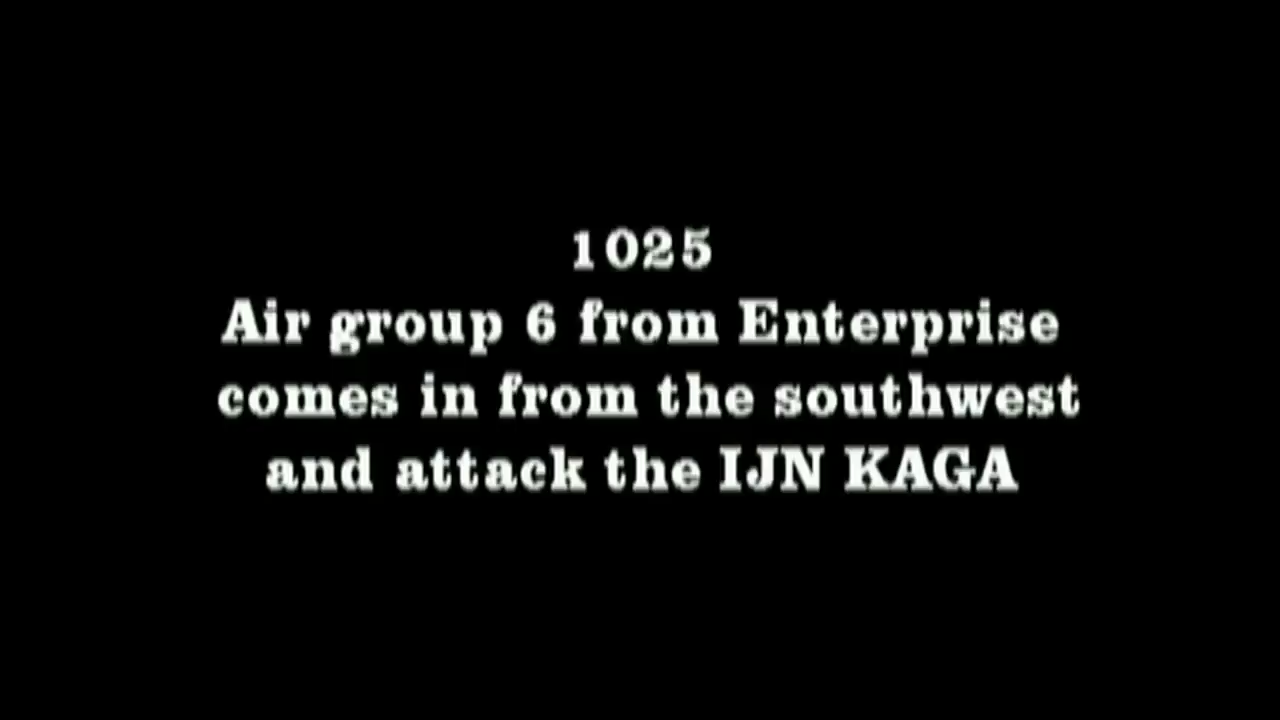 1025
Air group 6 from Enterprise
comes in from the southwest
and attack the IJN KAGA